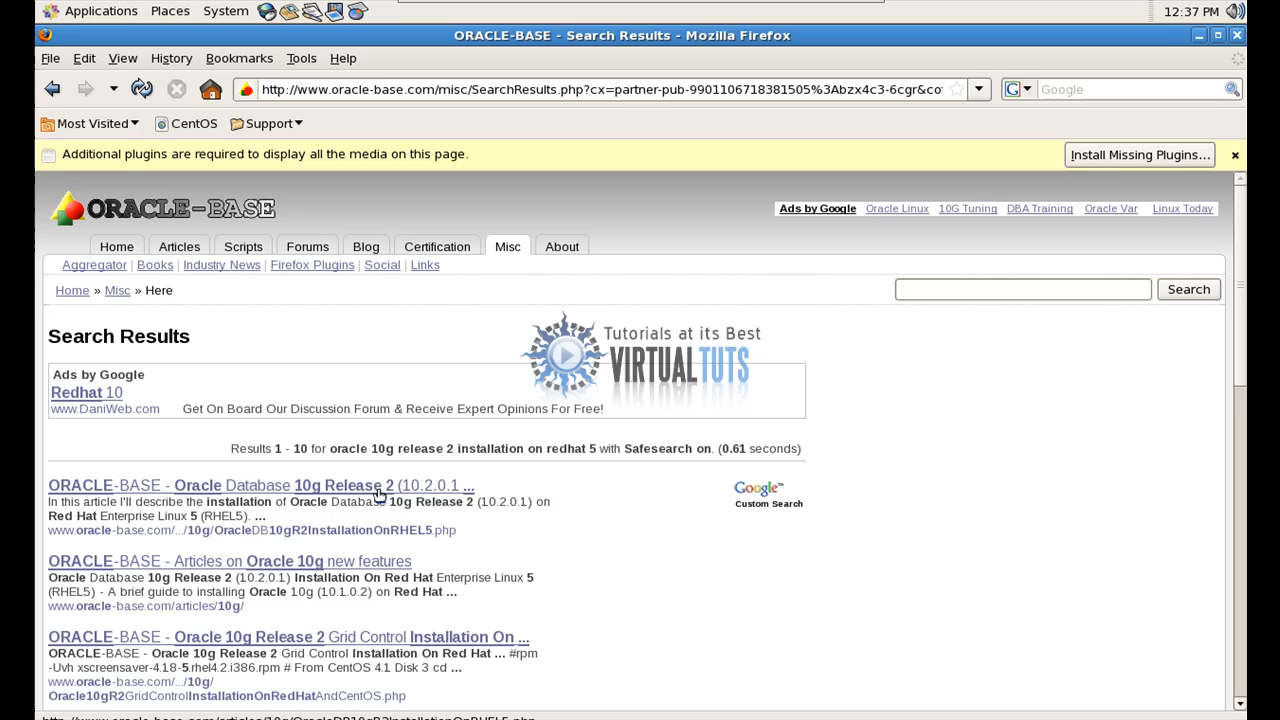 Applications Places System 12:37 PM
ORACLE-BASE - Search Results - Mozilla Firefox
File Edit View History Bookmarks Tools Help
http://www.oracle-base.com/misc/SearchResults.php?cx=partner-pub-9901106718381505%3Abzx4c3-6cgr&cof Google
Most Visited CentOS Support
Additional plugins are required to display all the media on this page. Install Missing Plugins...
ORACLE-BASE Ads by Google Oracle Linux 10G Tuning DBA Training Oracle Var Linux Today
Home Articles Scripts Forums Blog Certification Misc About
Aggregator | Books | Industry News | Firefox Plugins | Social | Links
Home » Misc » Here Search
Search Results
Tutorials at its Best
VIRTUALTUTS
Ads by Google
Redhat 10
www.DaniWeb.com Get On Board Our Discussion Forum & Receive Expert Opinions For Free!
Results 1 - 10 for oracle 10g release 2 installation on redhat 5 with Safesearch on. (0.61 seconds)
ORACLE-BASE - Oracle Database 10g Release 2 (10.2.0.1 ...
In this article I'll describe the installation of Oracle Database 10g Release 2 (10.2.0.1) on
Red Hat Enterprise Linux 5 (RHEL5). ...
www.oracle-base.com/.../10g/OracleDB10gR2InstallationOnRHEL5.php
Google™
Custom Search
ORACLE-BASE - Articles on Oracle 10g new features
Oracle Database 10g Release 2 (10.2.0.1) Installation On Red Hat Enterprise Linux 5
(RHEL5) - A brief guide to installing Oracle 10g (10.1.0.2) on Red Hat ...
www.oracle-base.com/articles/10g/
ORACLE-BASE - Oracle 10g Release 2 Grid Control Installation On ...
ORACLE-BASE - Oracle 10g Release 2 Grid Control Installation On Red Hat ... #rpm
-Uvh xscreensaver-4.18-5.rhel4.2.i386.rpm # From CentOS 4.1 Disk 3 cd ...
www.oracle-base.com/.../10g/
Oracle10gR2GridControlInstallationOnRedHatAndCentOS.php
http://www.oracle-base.com/articles/10g/OracleDB10gR2InstallationOnRHEL5.php